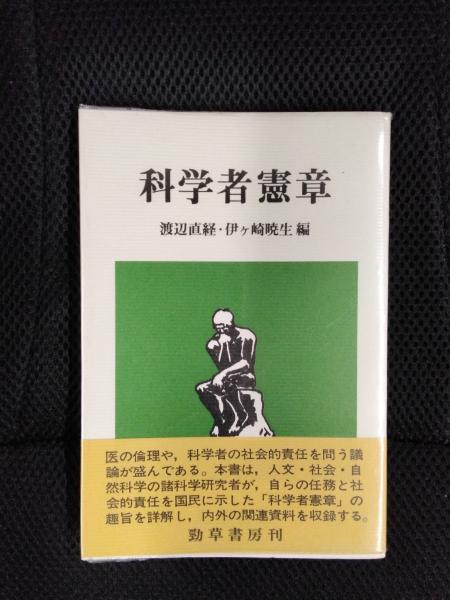 科学者憲章
渡辺直経・伊ヶ崎暁生 編
医の倫理や，科学者の社会的責任を問う議
論が盛んである。本書は，人文・社会・自
然科学の諸科学研究者が，自らの任務と社
会的責任を国民に示した「科学者憲章」の
趣旨を詳解し，内外の関連資料を収録する。
勁草書房刊